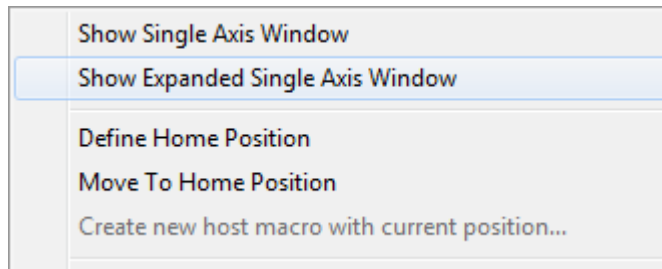 Show Single Axis Window
Show Expanded Single Axis Window
Define Home Position
Move To Home Position
Create new host macro with current position...